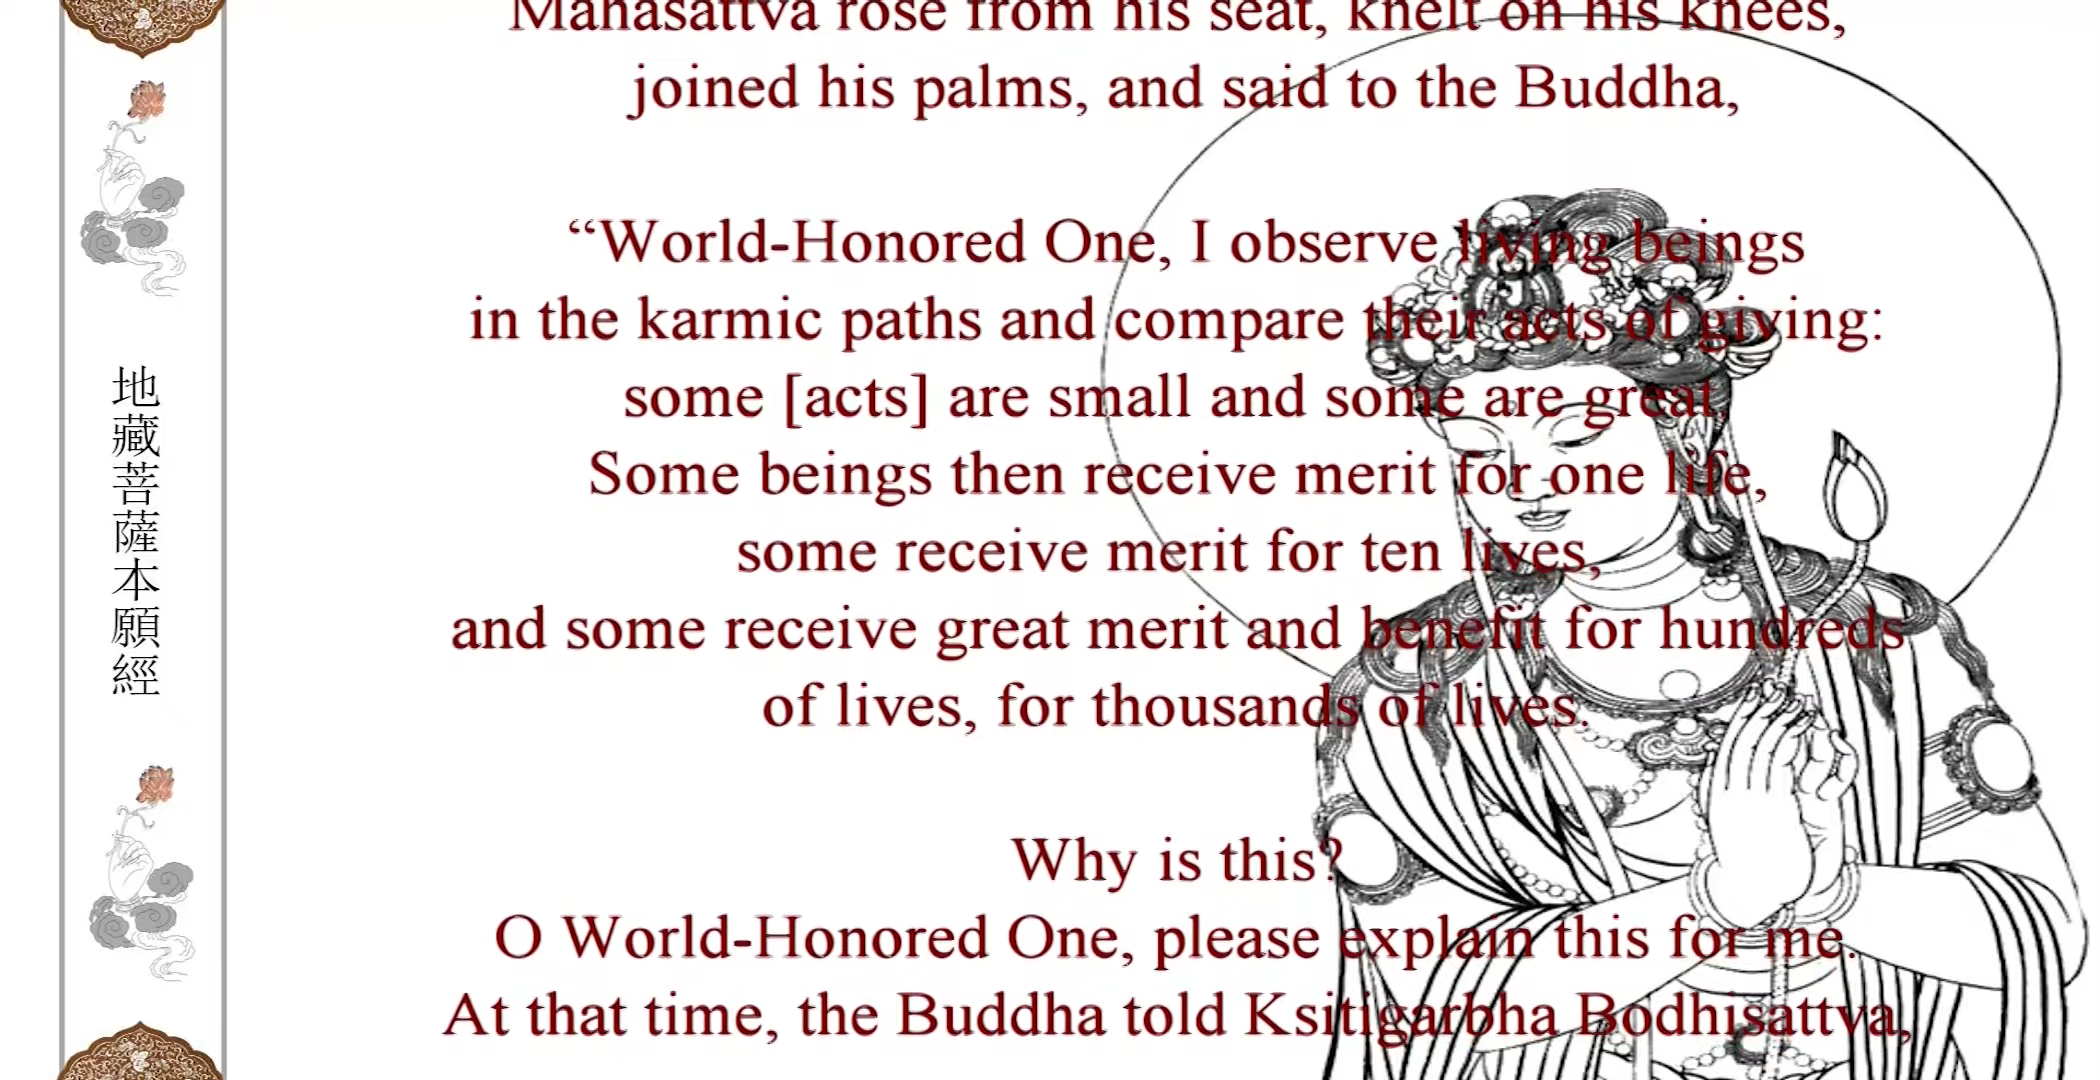 Mahasattva rose from his seat, knelt on his knees,
joined his palms, and said to the Buddha,
“World-Honored One, I observe living beings
in the karmic paths and compare their acts of giving:
some [acts] are small and some are great.
Some beings then receive merit for one life,
some receive merit for ten lives,
and some receive great merit and benefit for hundreds
of lives, for thousands of lives.
Why is this?
O World-Honored One, please explain this for me.
At that time, the Buddha told Ksitigarbha Bodhisattva,
地藏菩薩本願經